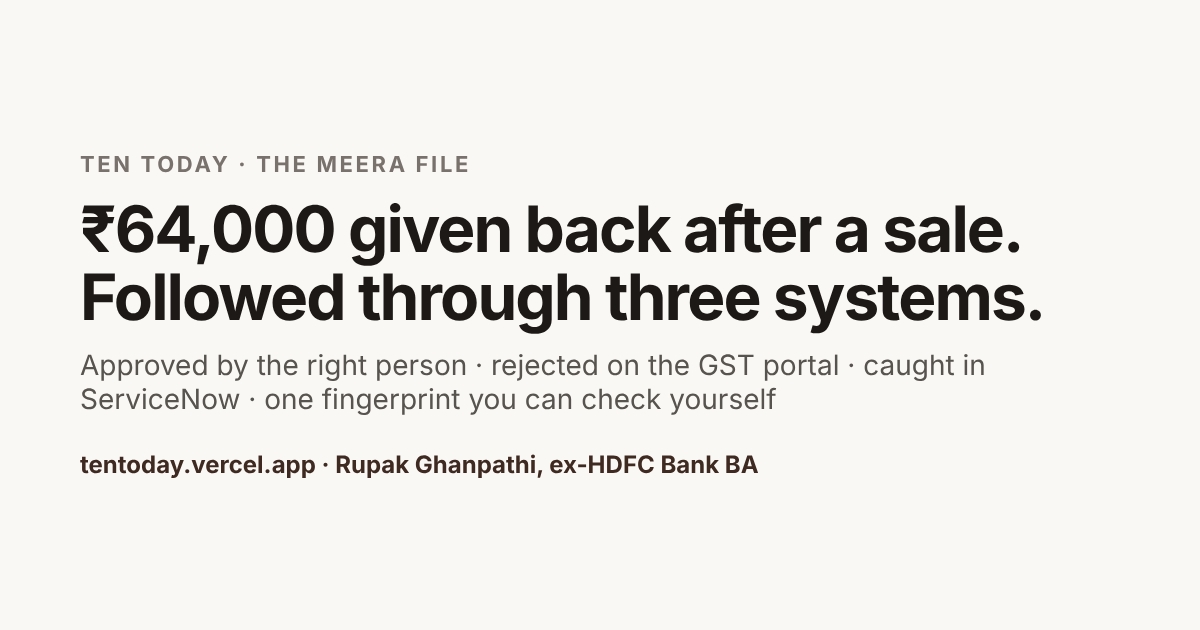 TEN TODAY · THE MEERA FILE
₹64,000 given back after a sale.
Followed through three systems.
Approved by the right person · rejected on the GST portal · caught in
ServiceNow · one fingerprint you can check yourself
tentoday.vercel.app · Rupak Ghanpathi, ex-HDFC Bank BA